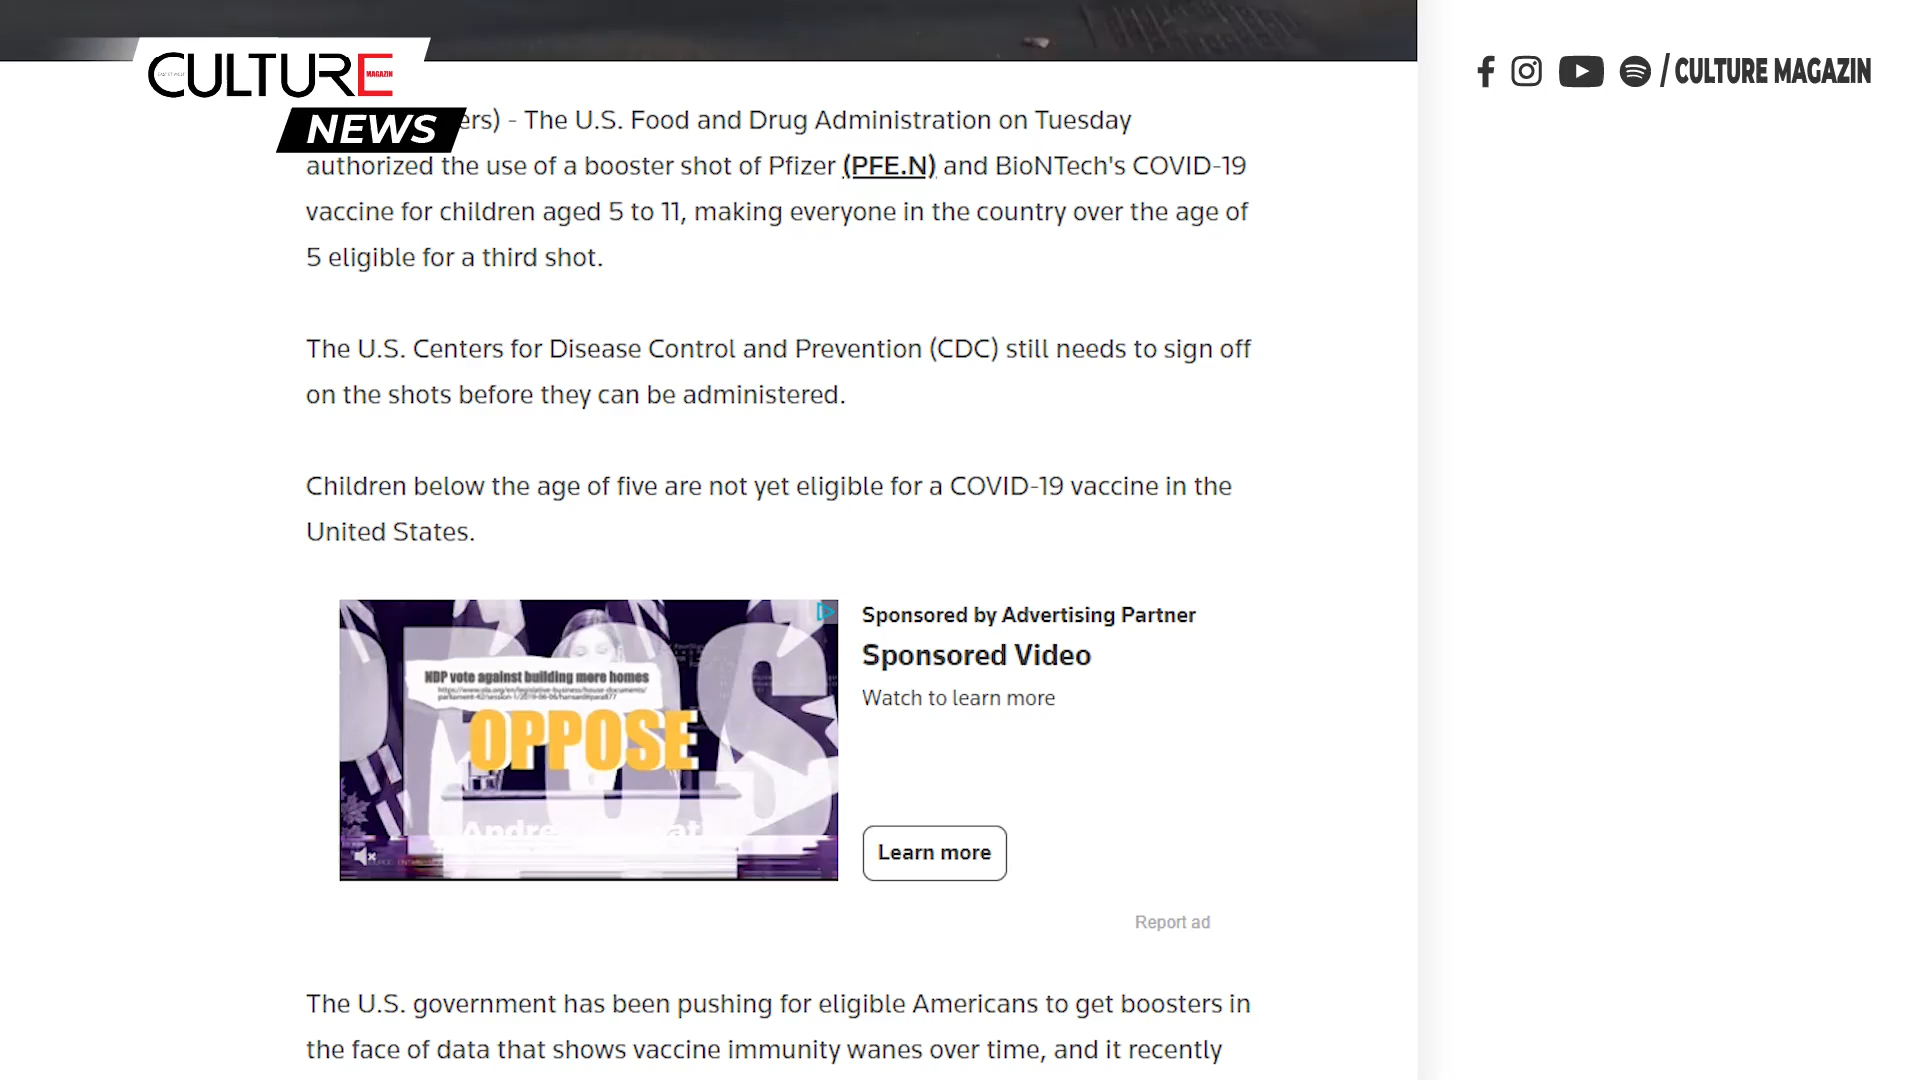 CULTURE
MAGAZIN
NEWS
/ CULTURE MAGAZIN
ers) - The U.S. Food and Drug Administration on Tuesday
authorized the use of a booster shot of Pfizer (PFE.N) and BioNTech's COVID-19
vaccine for children aged 5 to 11, making everyone in the country over the age of
5 eligible for a third shot.
The U.S. Centers for Disease Control and Prevention (CDC) still needs to sign off
on the shots before they can be administered.
Children below the age of five are not yet eligible for a COVID-19 vaccine in the
United States.
NDP vote against building more homes
OPPOSE
Sponsored by Advertising Partner
Sponsored Video
Watch to learn more
Learn more
Report ad
The U.S. government has been pushing for eligible Americans to get boosters in
the face of data that shows vaccine immunity wanes over time, and it recently